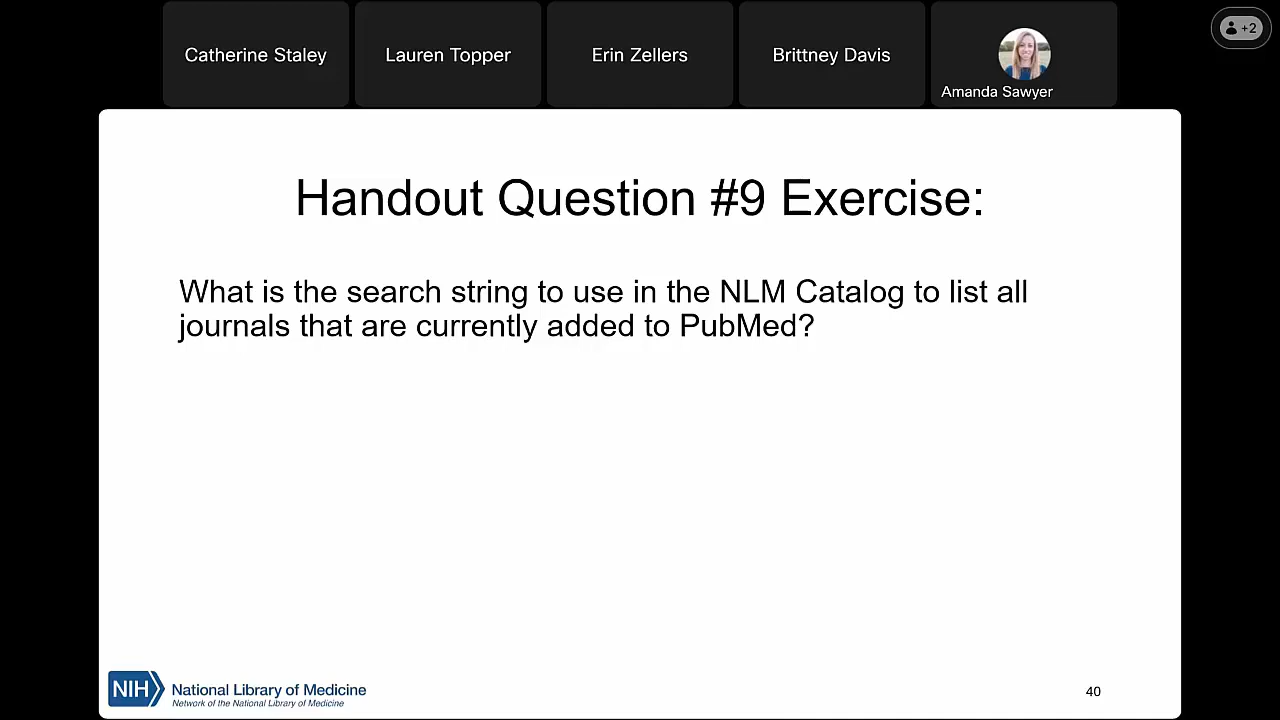 Catherine Staley
Lauren Topper
Erin Zellers
Brittney Davis
Amanda Sawyer
+2
Handout Question #9 Exercise:
What is the search string to use in the NLM Catalog to list all
journals that are currently added to PubMed?
NIH
National Library of Medicine
Network of the National Library of Medicine
40